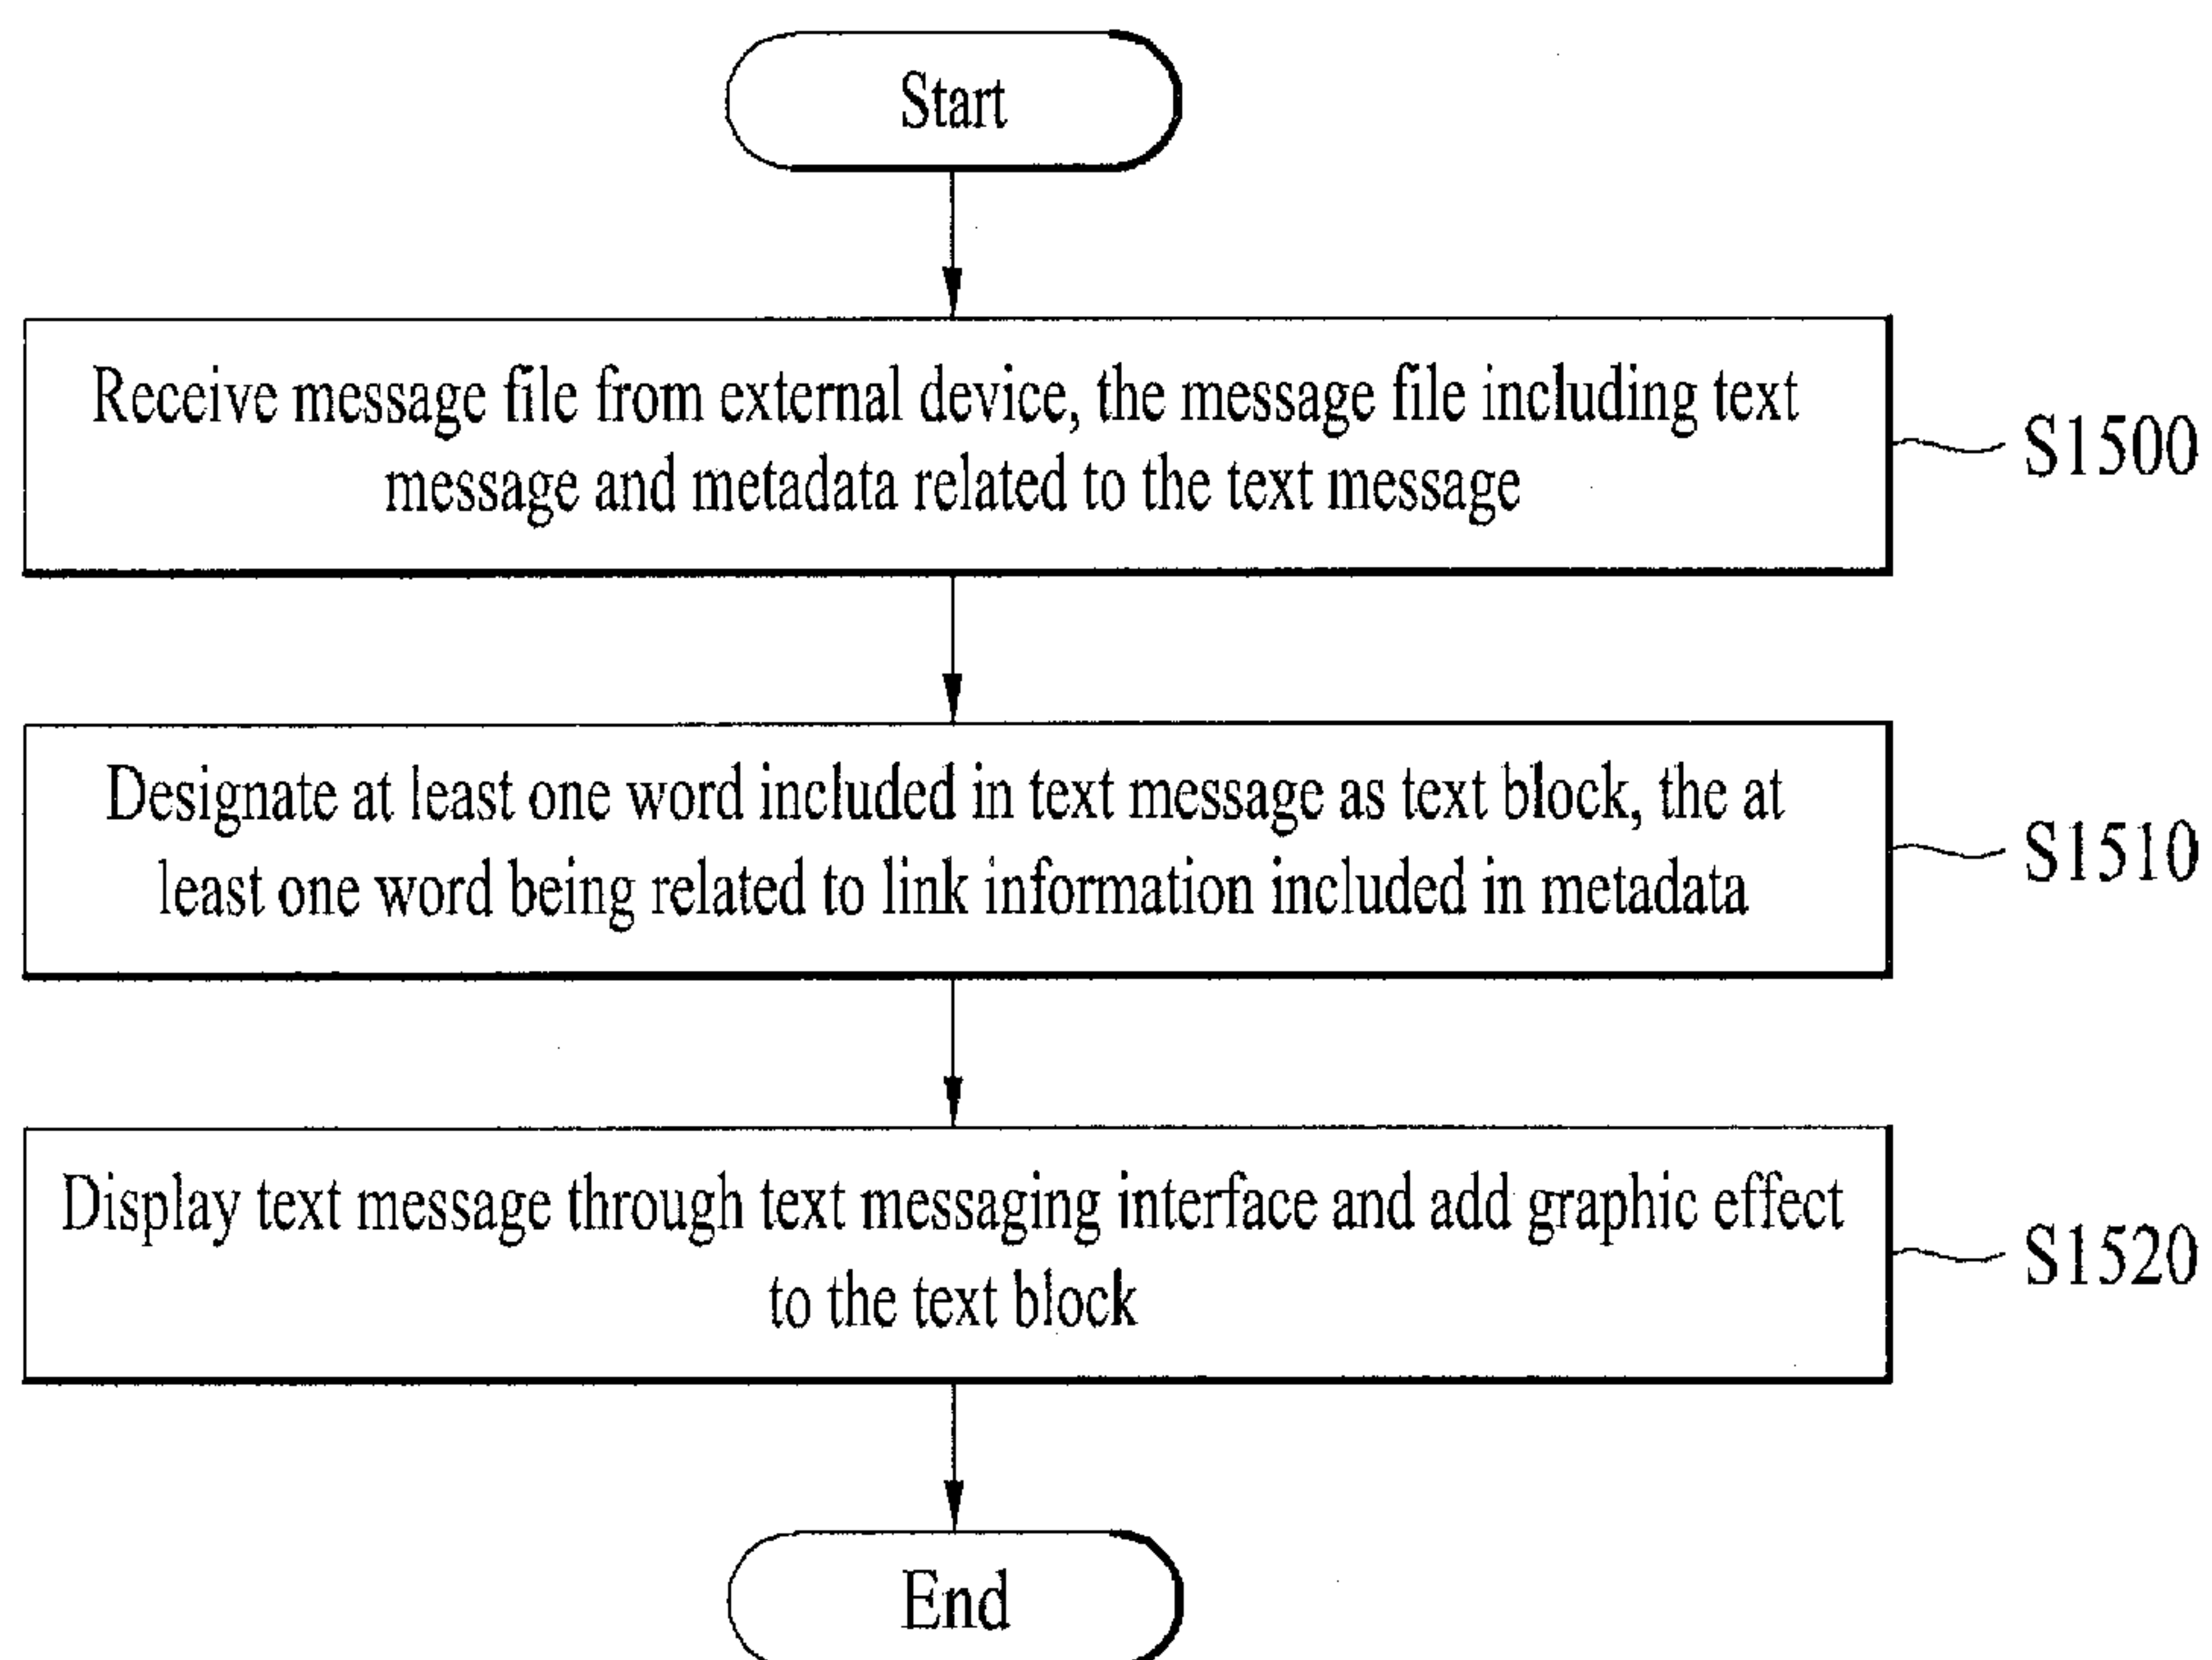 Start
Receive message file from external device, the message file including text
message and metadata related to the text message
S1500
Designate at least one word included in text message as text block, the at
least one word being related to link information included in metadata
S1510
Display text message through text messaging interface and add graphic effect
to the text block
S1520
End